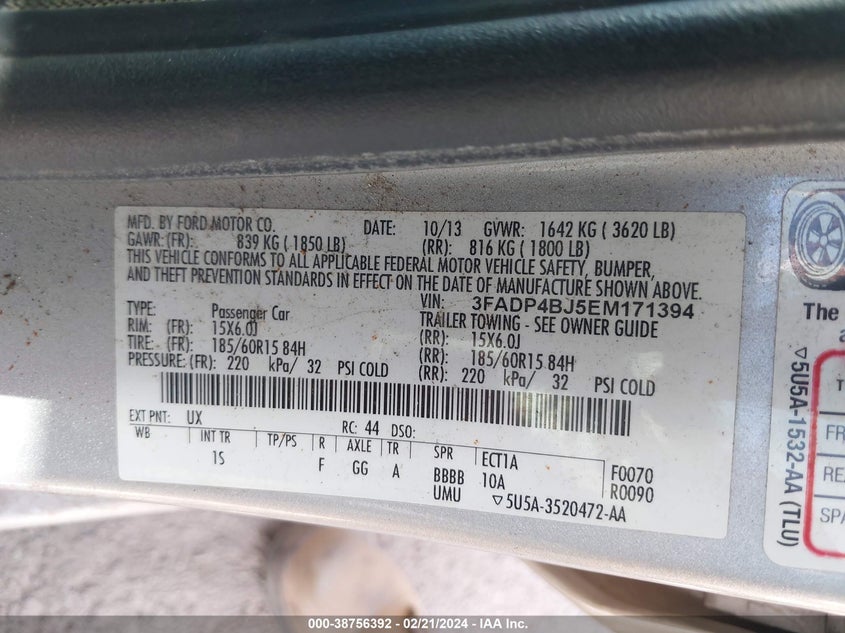 MFD. BY FORD MOTOR CO. DATE: 10/13 GVWR: 1642 KG ( 3620 LB)
GAWR: (FR): 839 KG ( 1850 LB) (RR): 816 KG ( 1800 LB)
THIS VEHICLE CONFORMS TO ALL APPLICABLE FEDERAL MOTOR VEHICLE SAFETY, BUMPER,
AND THEFT PREVENTION STANDARDS IN EFFECT ON THE DATE OF MANUFACTURE SHOWN ABOVE.
VIN: 3FADP4BJ5EM171394
TYPE: Passenger Car TRAILER TOWING - SEE OWNER GUIDE
RIM: (FR): 15X6.0J (RR): 15X6.0J
TIRE: (FR): 185/60R15 84H (RR): 185/60R15 84H
PRESSURE: (FR): 220 kPa/ 32 PSI COLD (RR): 220 kPa/ 32 PSI COLD
EXT PNT: UX RC: 44 DSO:
WB INT TR TP/PS R AXLE TR SPR ECT1A F0070
1S F GG A BBBB 10A R0090
UMU ▽5U5A-3520472-AA
The
a
▽5U5A-1532-AA (TLU)
T
FR
REA
SPA
000-38756392 - 02/21/2024 - IAA Inc.